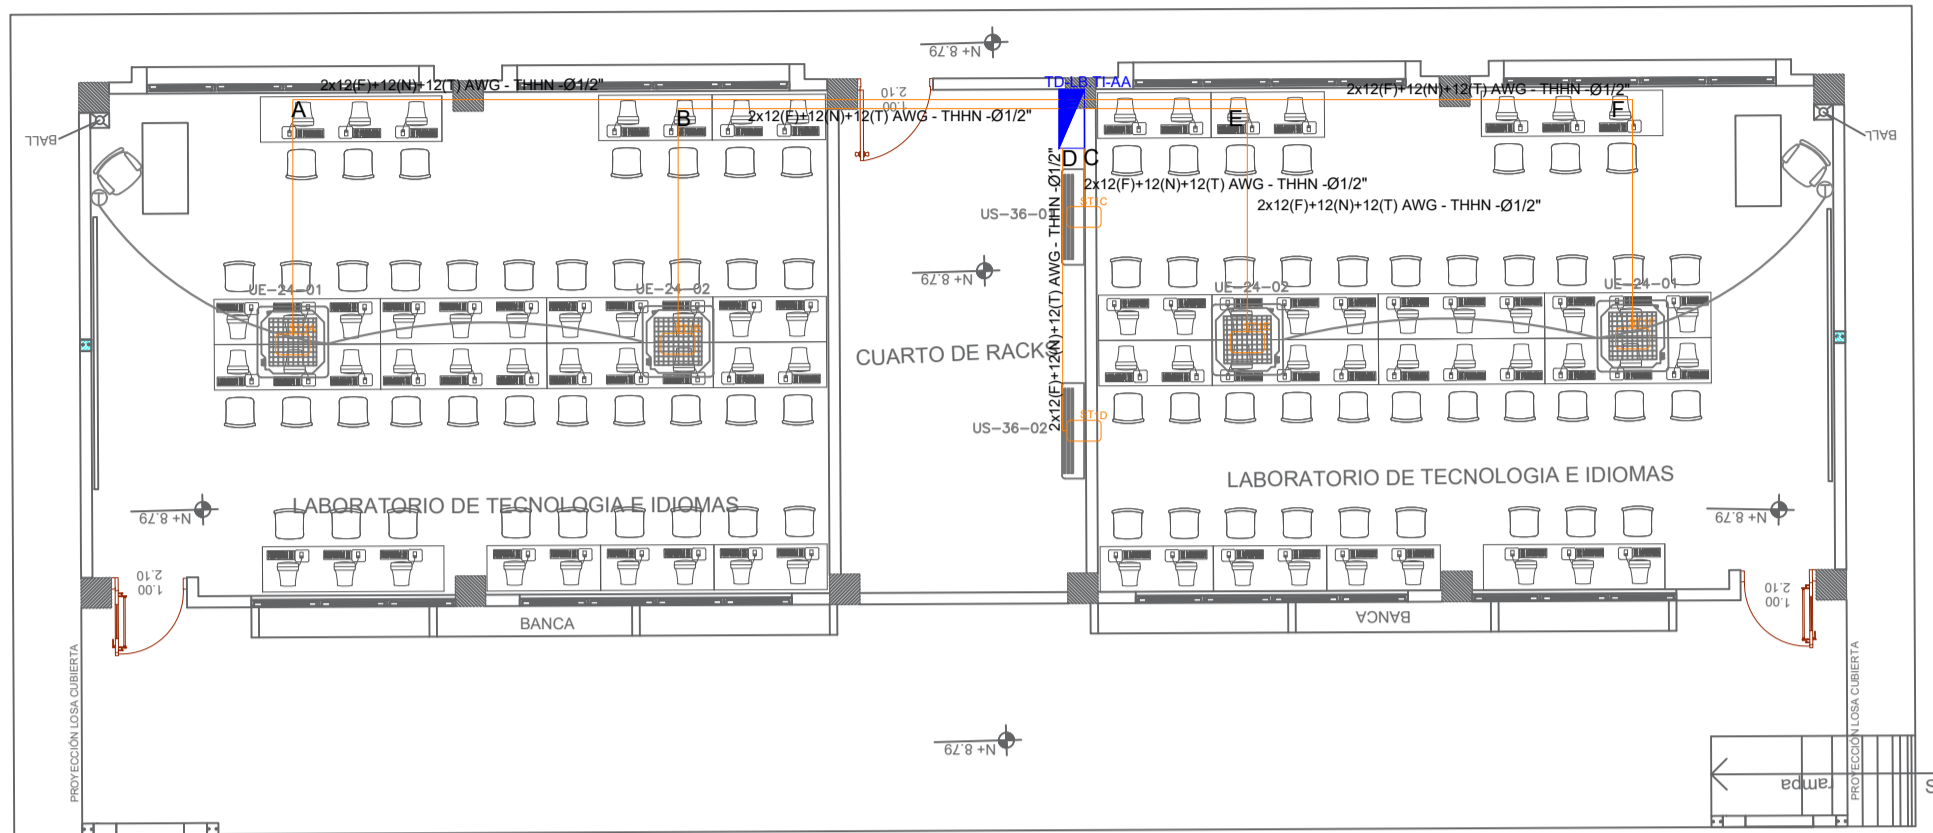 N+ 8.79
2x12(F)+12(N)+12(T) AWG - THHN -Ø1/2"
TD-LB.TI-AA
2x12(F)+12(N)+12(T) AWG - THHN -Ø1/2"
A
B
2x12(F)+12(N)+12(T) AWG - THHN -Ø1/2"
1.00
2.10
E
F
BALL
BALL
D
C
2x12(F)+12(N)+12(T) AWG - THHN -Ø1/2"
2x12(F)+12(N)+12(T) AWG - THHN -Ø1/2"
2x12(F)+12(N)+12(T) AWG - THHN -Ø1/2"
ST-C
US-36-01
N+ 8.79
UE-24-01
UE-24-02
UE-24-02
UE-24-01
CUARTO DE RACKS
ST-D
US-36-02
LABORATORIO DE TECNOLOGIA E IDIOMAS
LABORATORIO DE TECNOLOGIA E IDIOMAS
N+ 8.79
N+ 8.79
1.00
2.10
1.00
2.10
BANCA
BANCA
PROYECCIÓN LOSA CUBIERTA
PROYECCIÓN LOSA CUBIERTA
N+ 8.79
rampa
S